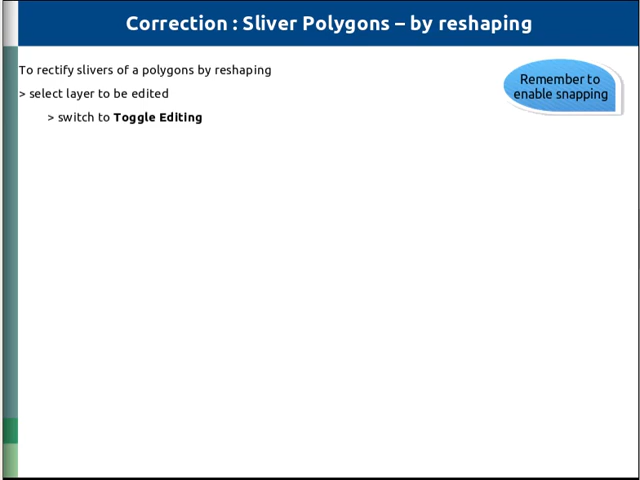 Correction : Sliver Polygons – by reshaping
To rectify slivers of a polygons by reshaping
Remember to
enable snapping
> select layer to be edited
> switch to Toggle Editing